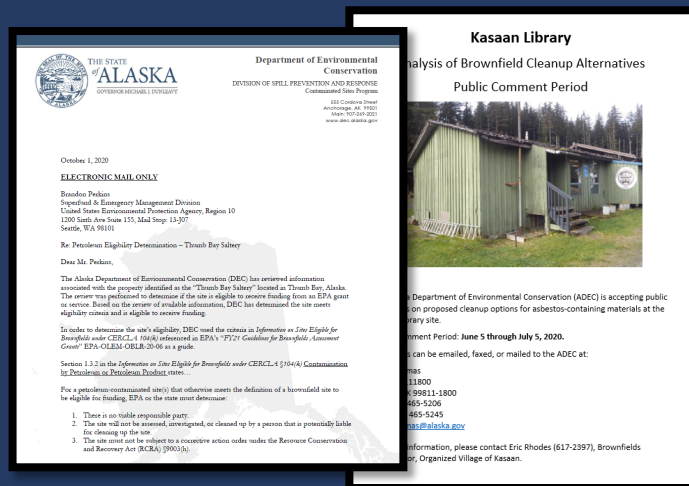 THE STATE
of ALASKA
GOVERNOR MICHAEL J. DUNLEAVY
Department of Environmental
Conservation
DIVISION OF SPILL PREVENTION AND RESPONSE
Contaminated Sites Program
555 Cordova Street
Anchorage, AK 99501
Main: 907-269-2021
www.dec.alaska.gov
October 1, 2020
ELECTRONIC MAIL ONLY
Brandon Perkins
Superfund & Emergency Management Division
United States Environmental Protection Agency, Region 10
1200 Sixth Ave Suite 155, Mail Stop: 13-J07
Seattle, WA 98101
Re: Petroleum Eligibility Determination – Thumb Bay Saltery
Dear Mr. Perkins,
The Alaska Department of Environmental Conservation (DEC) has reviewed information
associated with the property identified as the "Thumb Bay Saltery" located in Thumb Bay, Alaska.
The review was performed to determine if the site is eligible to receive funding from an EPA grant
or service. Based on the review of available information, DEC has determined the site meets
eligibility criteria and is eligible to receive funding.
In order to determine the site's eligibility, DEC used the criteria in Information on Sites Eligible for
Brownfields under CERCLA 104(k) referenced in EPA's "FY21 Guidelines for Brownfields Assessment
Grants" EPA-OLEM-OBLR-20-06 as a guide.
Section 1.3.2 in the Information on Sites Eligible for Brownfields under CERCLA §104(k) Contamination
by Petroleum or Petroleum Product states…
For a petroleum-contaminated site(s) that otherwise meets the definition of a brownfield site to
be eligible for funding, EPA or the state must determine:
1. There is no viable responsible party.
2. The site will not be assessed, investigated, or cleaned up by a person that is potentially liable
for cleaning up the site.
3. The site must not be subject to a corrective action order under the Resource Conservation
and Recovery Act (RCRA) §9003(h).
Kasaan Library
nalysis of Brownfield Cleanup Alternatives
Public Comment Period
a Department of Environmental Conservation (ADEC) is accepting public
s on proposed cleanup options for asbestos-containing materials at the
brary site.
mment Period: June 5 through July 5, 2020.
s can be emailed, faxed, or mailed to the ADEC at:
mas
11800
K 99811-1800
465-5206
465-5245
mas@alaska.gov
information, please contact Eric Rhodes (617-2397), Brownfields
or, Organized Village of Kasaan.